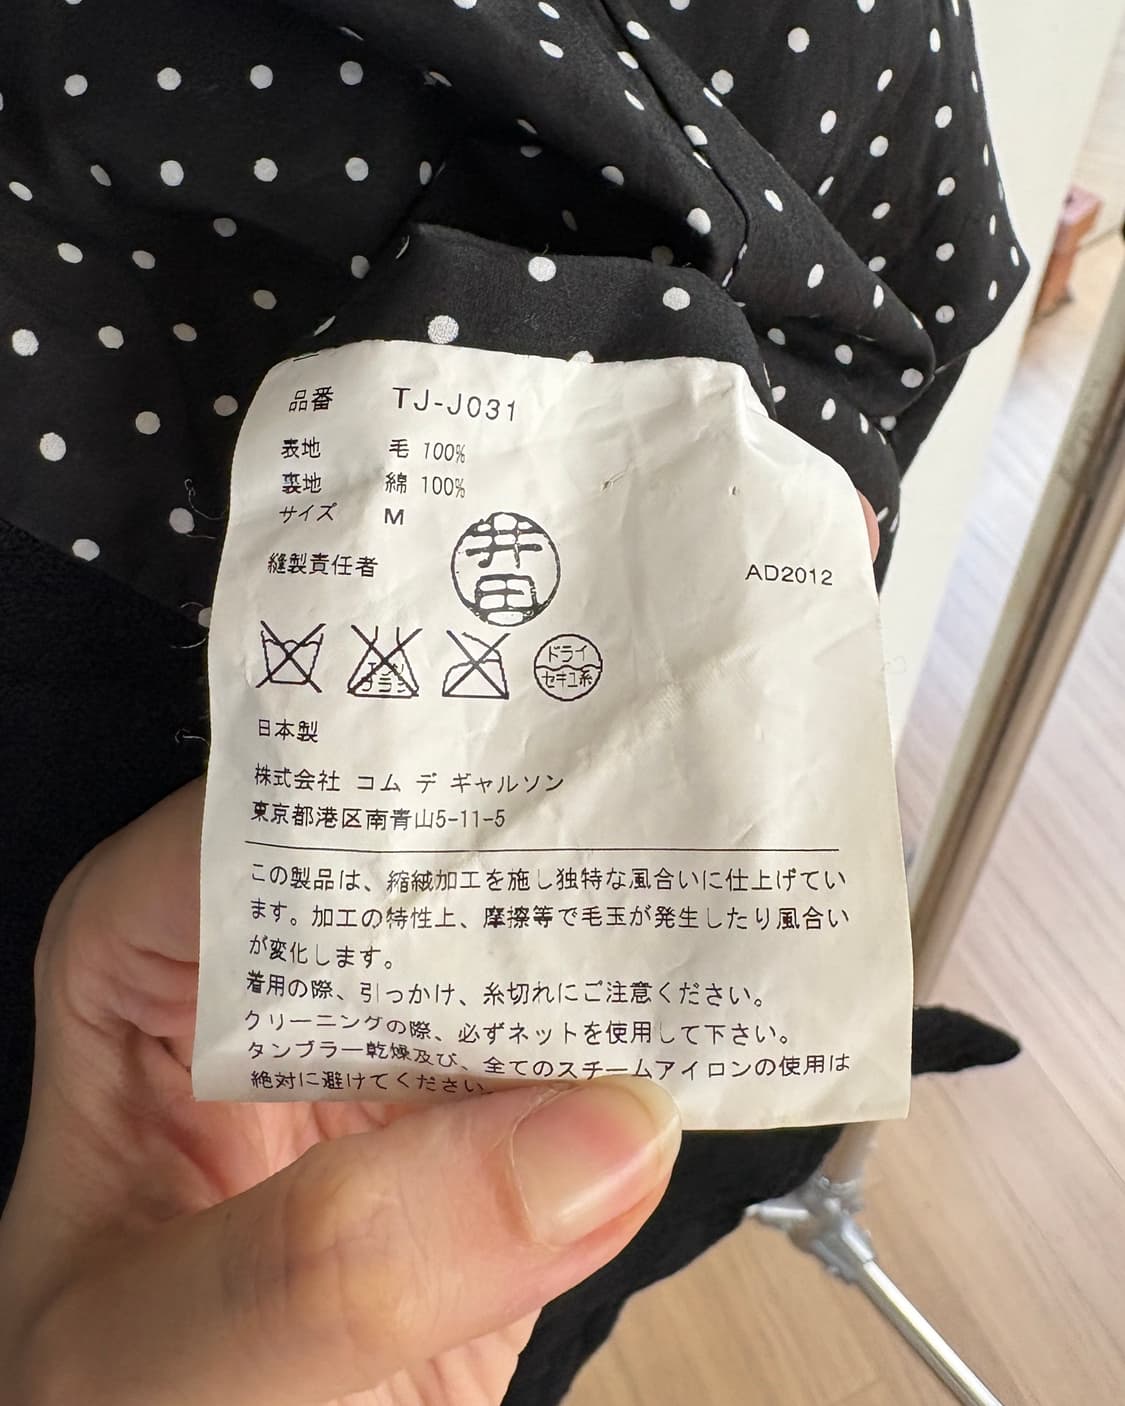 品番 TJ-J031
表地 毛 100%
裏地 綿 100%
サイズ M
縫製責任者 井田
AD2012
エンソ
フラシ
ドライ
セキユ系
日本製
株式会社 コム デ ギャルソン
東京都港区南青山5-11-5
この製品は、縮絨加工を施し独特な風合いに仕上げてい
ます。加工の特性上、摩擦等で毛玉が発生したり風合い
が変化します。
着用の際、引っかけ、糸切れにご注意ください。
クリーニングの際、必ずネットを使用して下さい。
タンブラー乾燥及び、全てのスチームアイロンの使用は
絶対に避けてください。